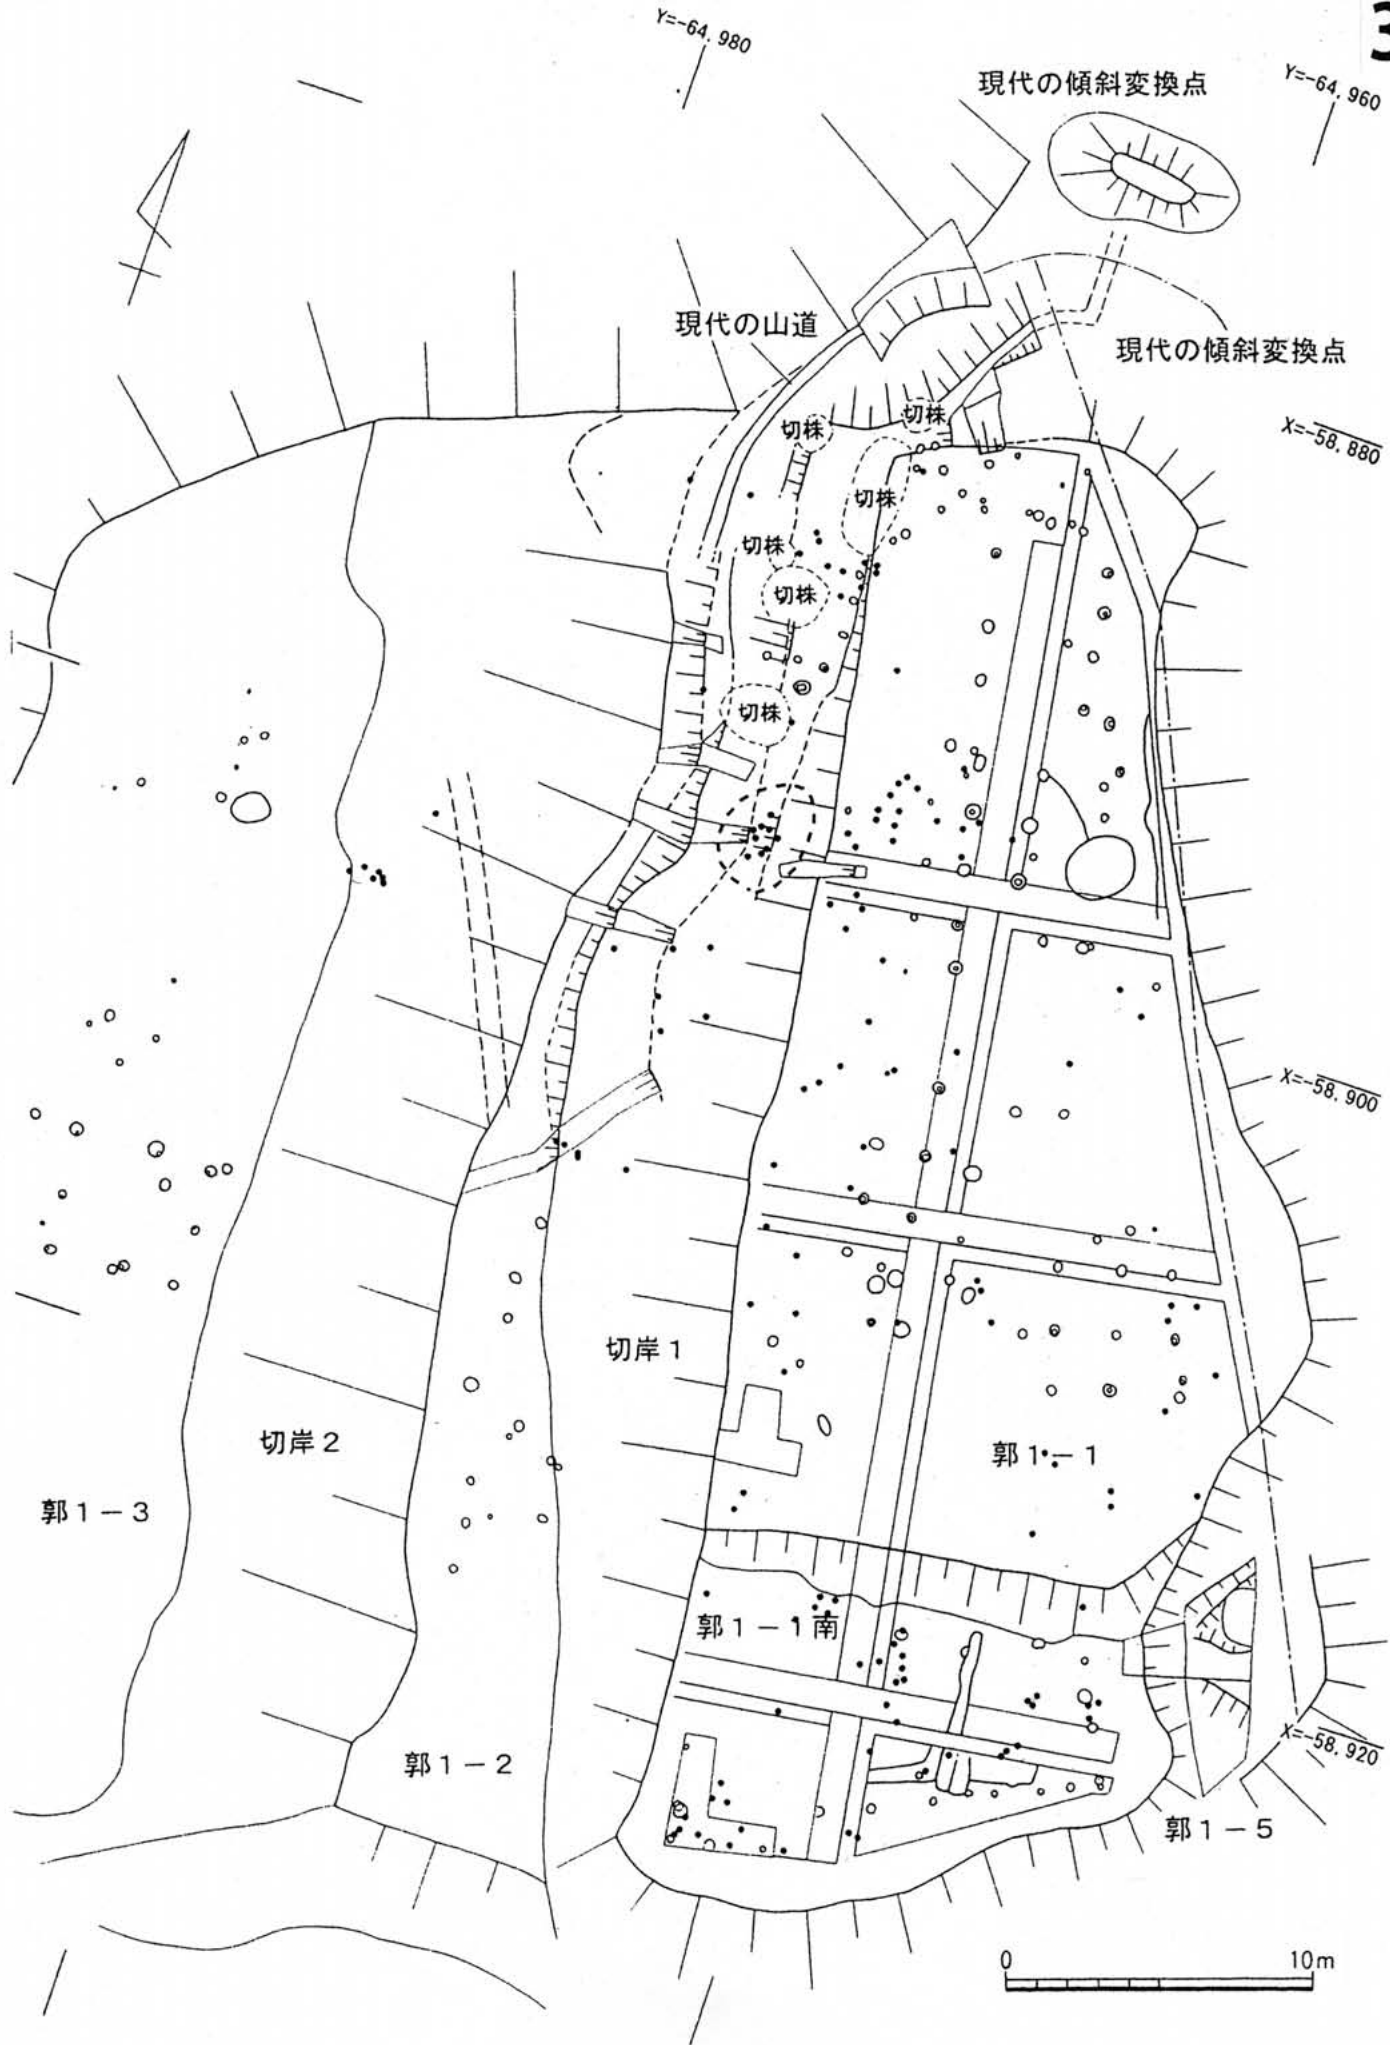 3
Y=-64,980
現代の傾斜変換点
Y=-64,960
現代の山道
現代の傾斜変換点
切株
切株
X=-58,880
切株
切株
切株
切株
X=-58,900
切岸1
切岸2
郭1-1
郭1-3
郭1-1南
X=-58,920
郭1-2
郭1-5
0 10m